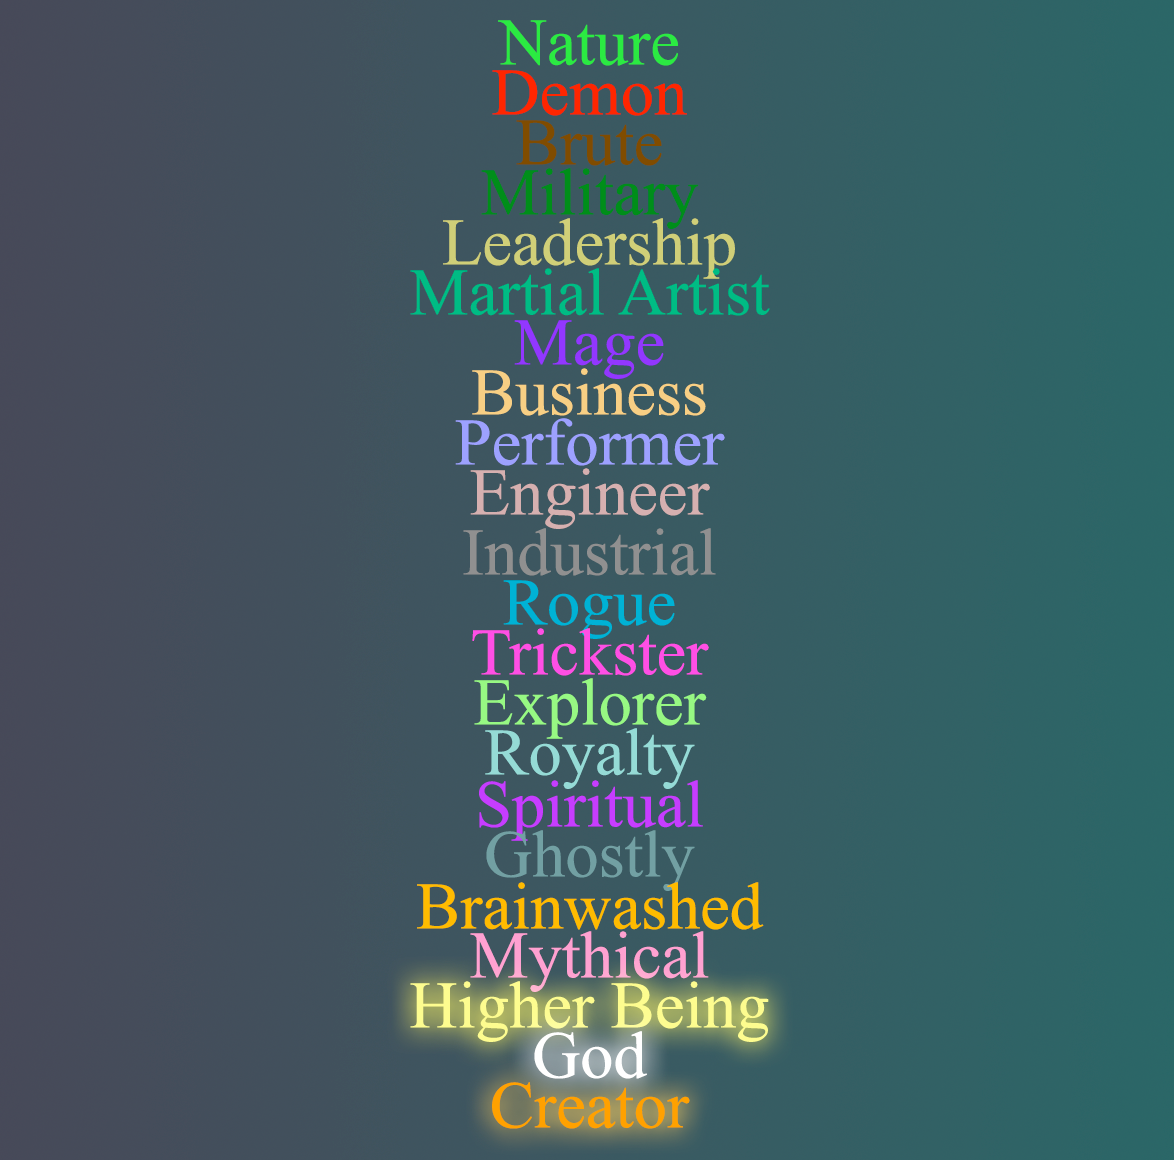 Nature
Demon
Brute
Military
Leadership
Martial Artist
Mage
Business
Performer
Engineer
Industrial
Rogue
Trickster
Explorer
Royalty
Spiritual
Ghostly
Brainwashed
Mythical
Higher Being
God
Creator